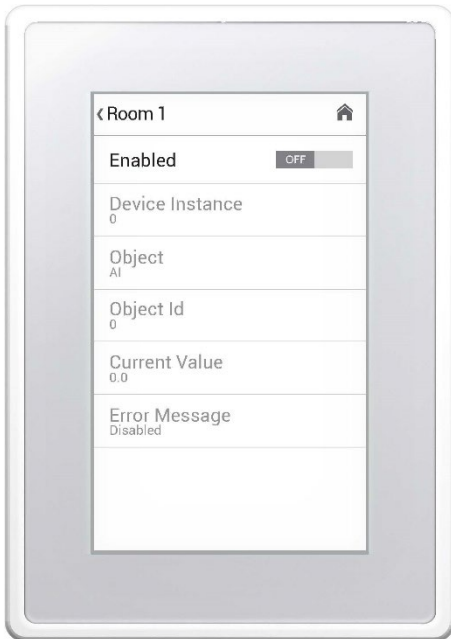 Room 1
Enabled
OFF
Device Instance
0
Object
AI
Object Id
0
Current Value
0.0
Error Message
Disabled